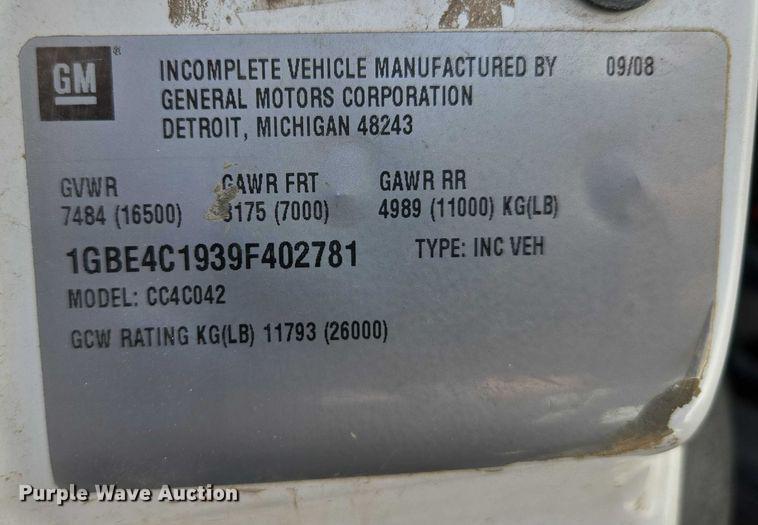 GM ®
INCOMPLETE VEHICLE MANUFACTURED BY 09/08
GENERAL MOTORS CORPORATION
DETROIT, MICHIGAN 48243
GVWR GAWR FRT GAWR RR
7484 (16500) 3175 (7000) 4989 (11000) KG(LB)
1GBE4C1939F402781 TYPE: INC VEH
MODEL: CC4C042
GCW RATING KG(LB) 11793 (26000)
Purple Wave Auction